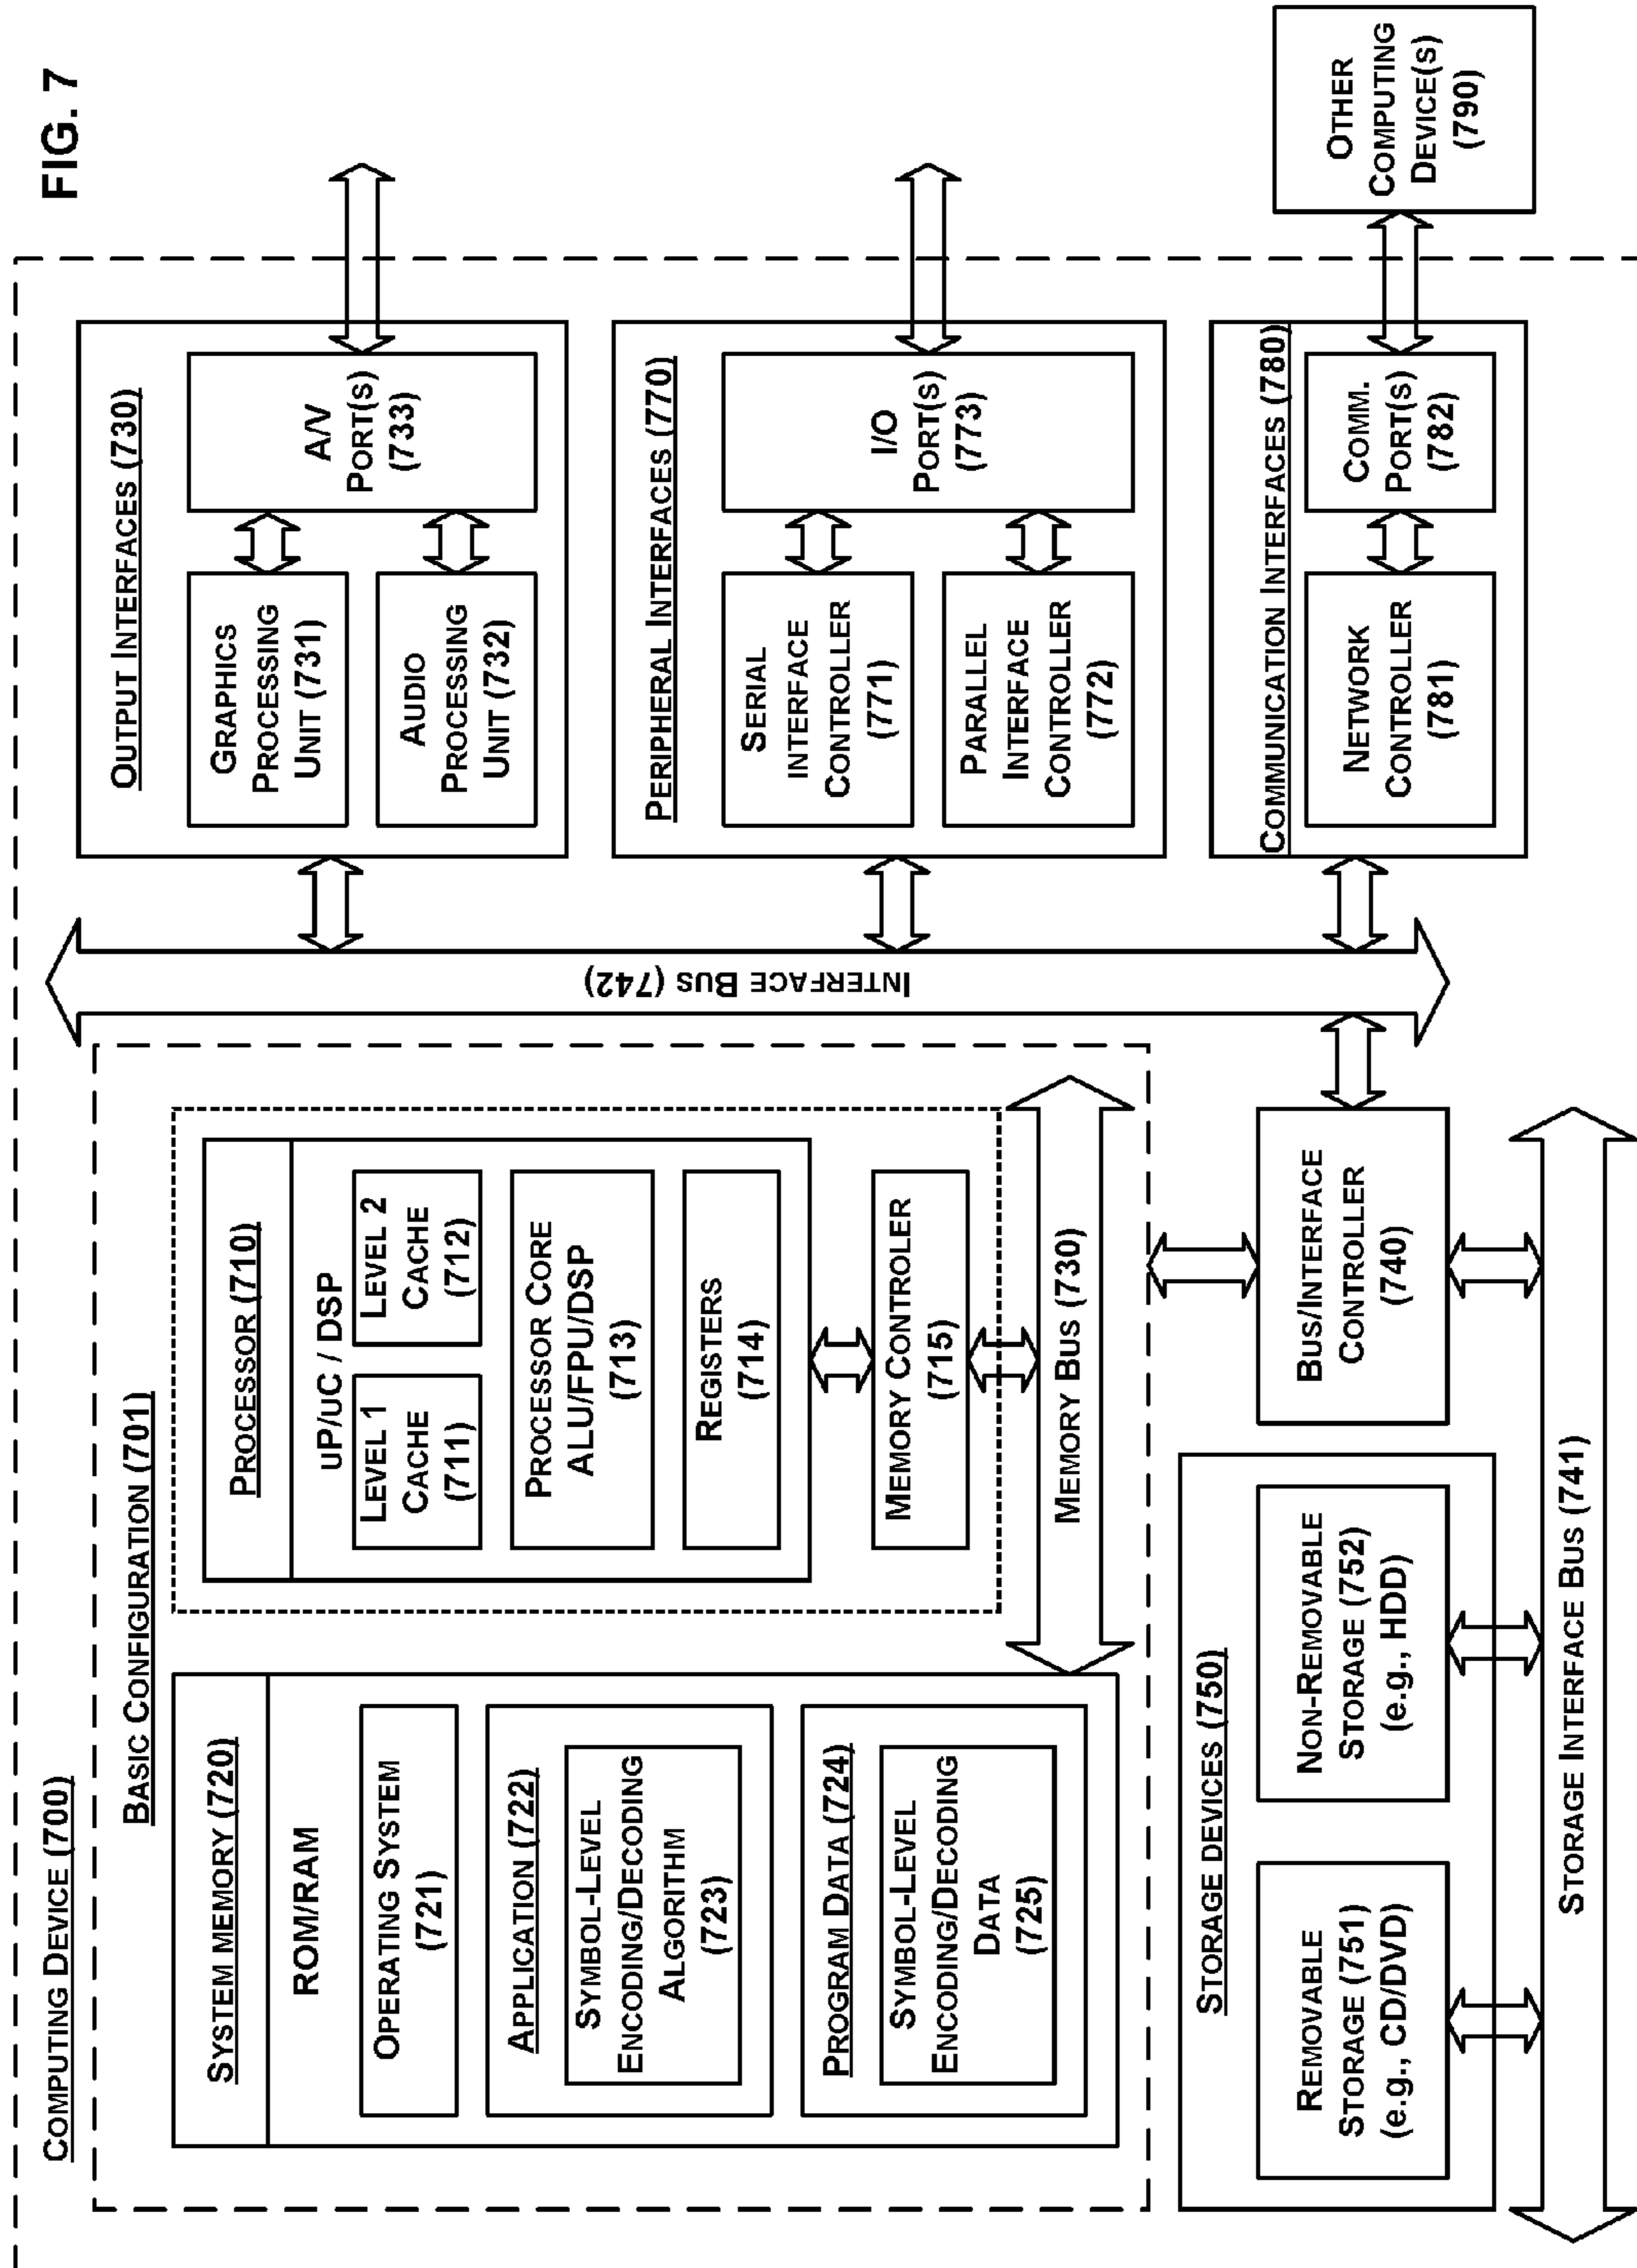 FIG. 7
COMPUTING DEVICE (700)
BASIC CONFIGURATION (701)
SYSTEM MEMORY (720)
ROM/RAM
OPERATING SYSTEM
(721)
APPLICATION (722)
SYMBOL-LEVEL
ENCODING/DECODING
ALGORITHM
(723)
PROGRAM DATA (724)
SYMBOL-LEVEL
ENCODING/DECODING
DATA
(725)
PROCESSOR (710)
uP/uC / DSP
LEVEL 1
CACHE
(711)
LEVEL 2
CACHE
(712)
PROCESSOR CORE
ALU/FPU/DSP
(713)
REGISTERS
(714)
MEMORY CONTROLER
(715)
MEMORY BUS (730)
BUS/INTERFACE
CONTROLLER
(740)
STORAGE DEVICES (750)
REMOVABLE
STORAGE (751)
(e.g., CD/DVD)
NON-REMOVABLE
STORAGE (752)
(e.g., HDD)
STORAGE INTERFACE BUS (741)
INTERFACE BUS (742)
OUTPUT INTERFACES (730)
GRAPHICS
PROCESSING
UNIT (731)
AUDIO
PROCESSING
UNIT (732)
A/V
PORT(S)
(733)
PERIPHERAL INTERFACES (770)
SERIAL
INTERFACE
CONTROLLER
(771)
PARALLEL
INTERFACE
CONTROLLER
(772)
I/O
PORT(S)
(773)
COMMUNICATION INTERFACES (780)
NETWORK
CONTROLLER
(781)
COMM.
PORT(S)
(782)
OTHER
COMPUTING
DEVICE(S)
(790)